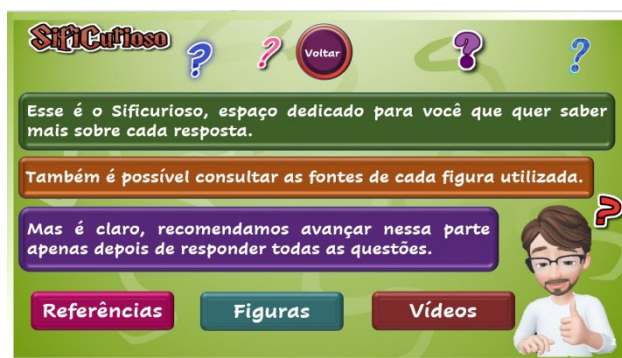 SifiCurioso
Voltar
Esse é o Sificurioso, espaço dedicado para você que quer saber
mais sobre cada resposta.
Também é possível consultar as fontes de cada figura utilizada.
Mas é claro, recomendamos avançar nessa parte
apenas depois de responder todas as questões.
Referências
Figuras
Vídeos
2